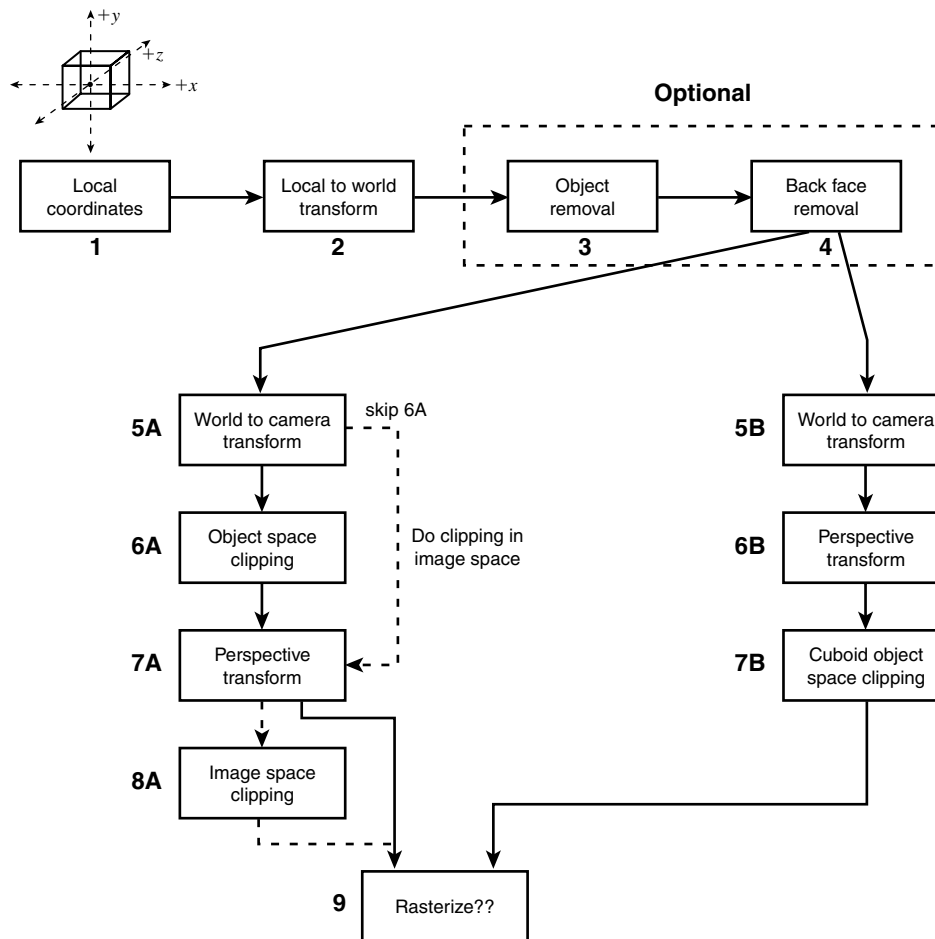 +y
+z
+x
Optional
Local
coordinates
1
Local to world
transform
2
Object
removal
3
Back face
removal
4
5A
World to camera
transform
skip 6A
5B
World to camera
transform
6A
Object space
clipping
Do clipping in
image space
6B
Perspective
transform
7A
Perspective
transform
7B
Cuboid object
space clipping
8A
Image space
clipping
9
Rasterize??